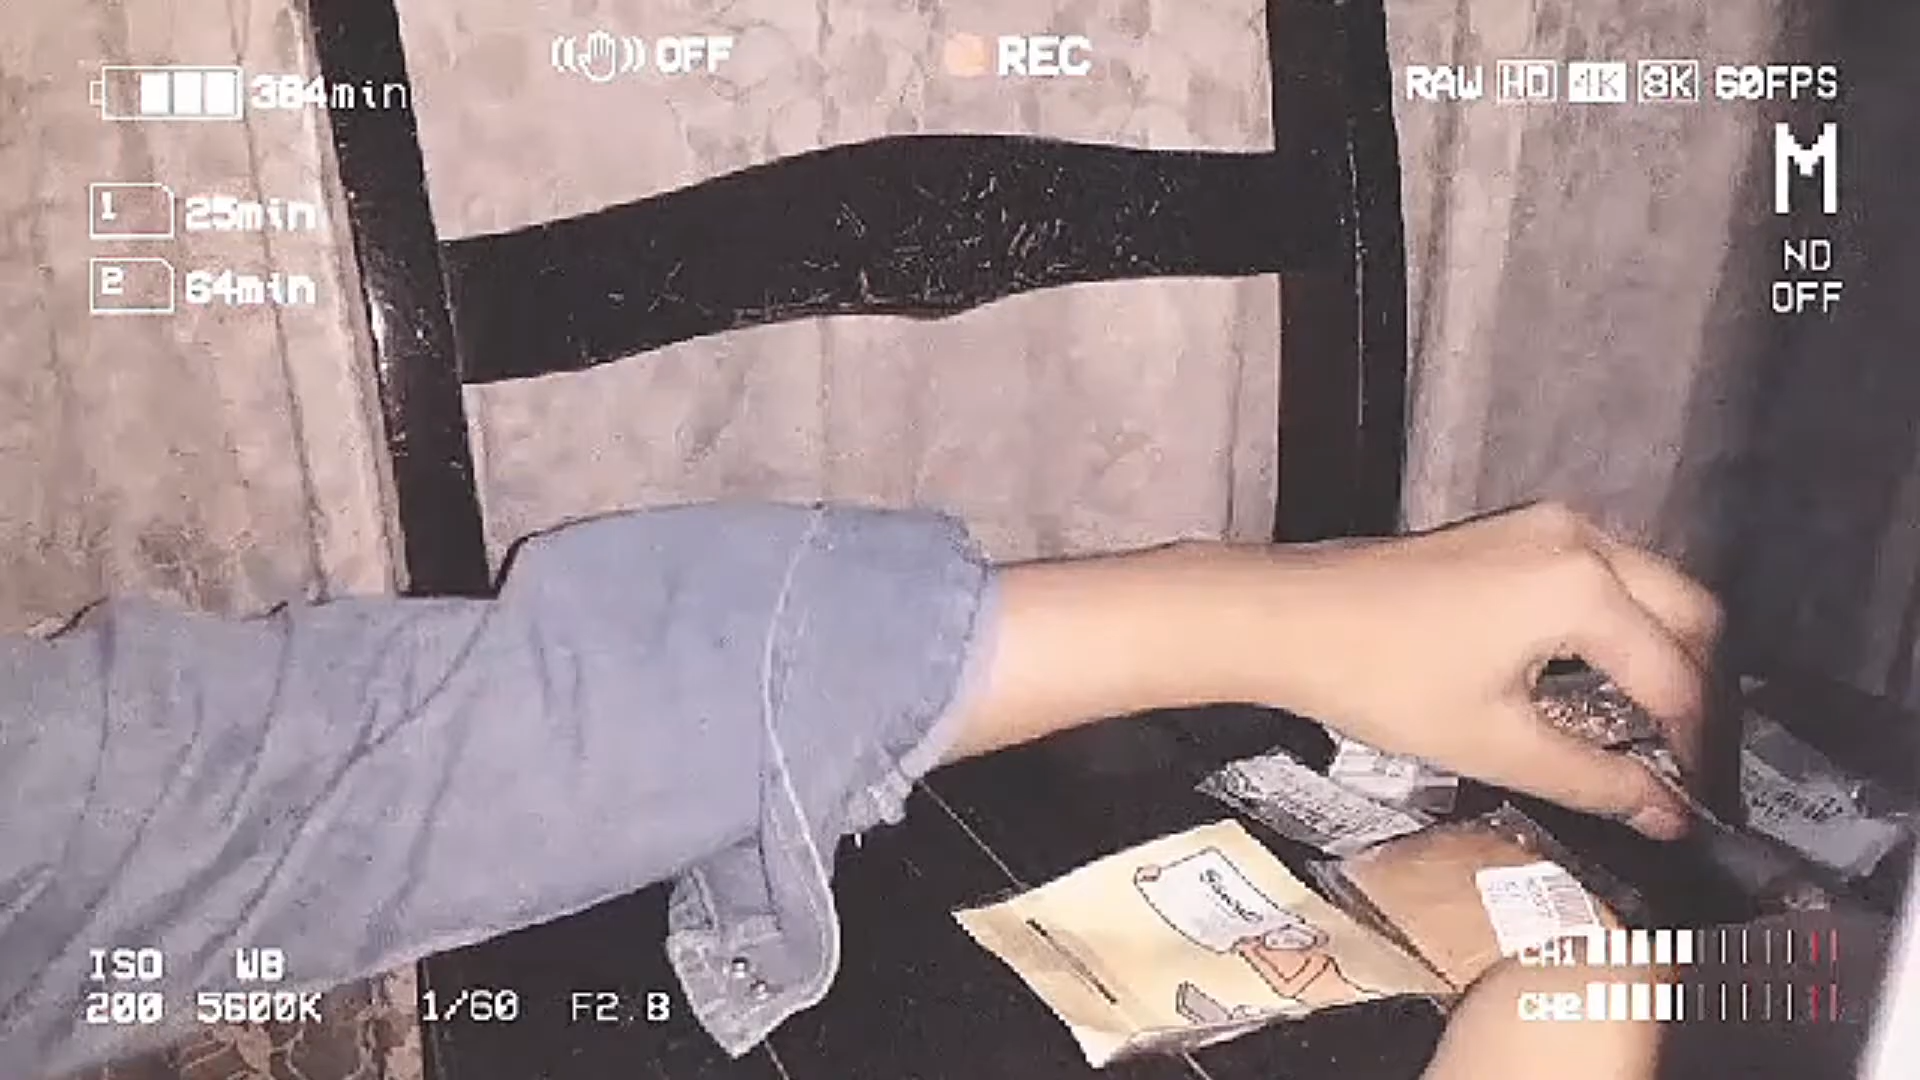 384min
OFF
REC
RAW HD 4K 8K 60FPS
1 25min
2 64min
M
ND
OFF
ISO
200
WB
5600K
1/60
F2.8
CH1
CH2